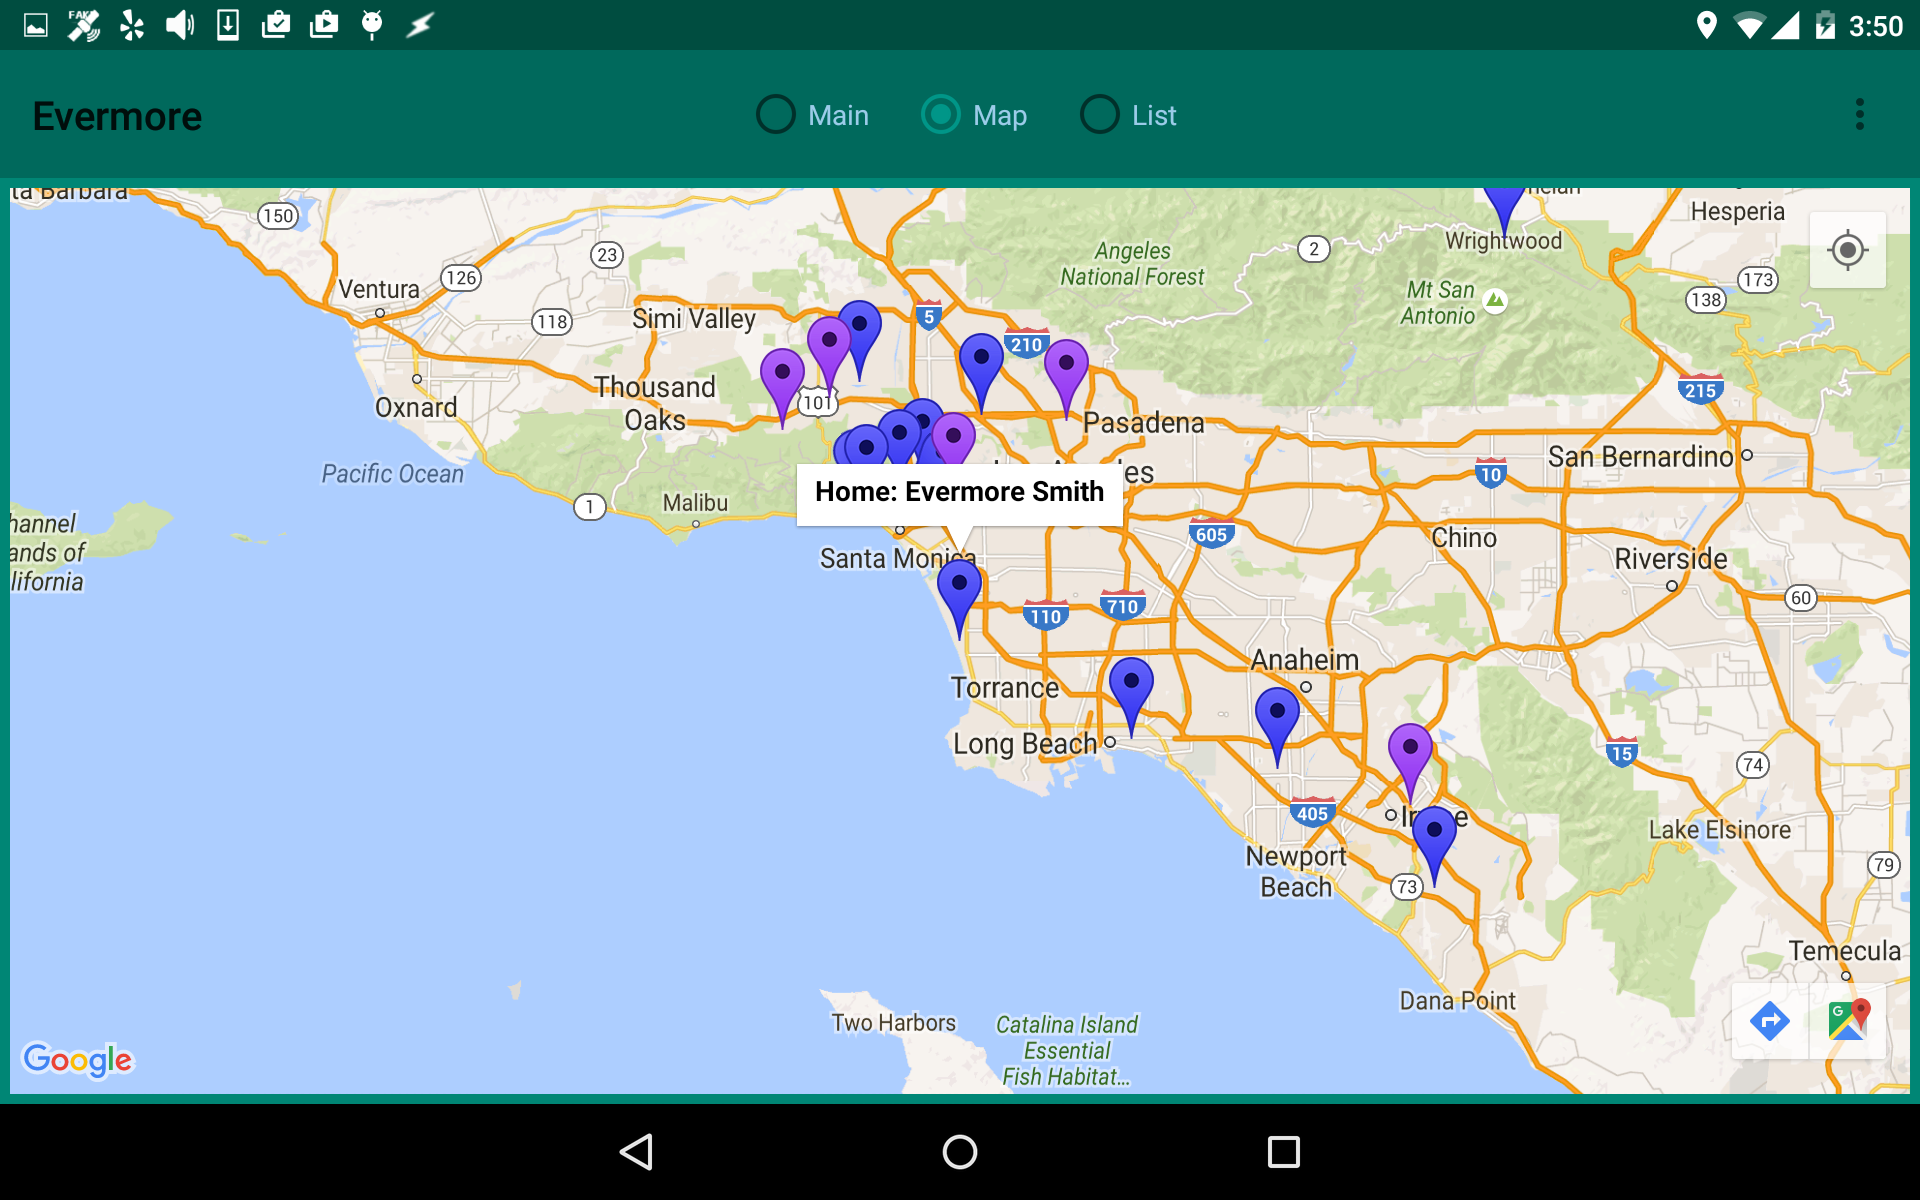 FAKE
3:50
Evermore
Main
Map
List
ta Barbara
150
23
126
Ventura
118
Simi Valley
5
210
Angeles
National Forest
2
Wrightwood
Hesperia
173
138
Mt San
Antonio
Thousand
Oaks
101
Oxnard
Pasadena
215
Pacific Ocean
Malibu
1
10
San Bernardino
Home: Evermore Smith
hannel
ands of
lifornia
Santa Monica
605
Chino
Riverside
60
110
710
Torrance
Anaheim
Long Beach
15
74
405
Lake Elsinore
Newport
Beach
73
79
Temecula
Dana Point
Two Harbors
Catalina Island
Essential
Fish Habitat...
Google
G